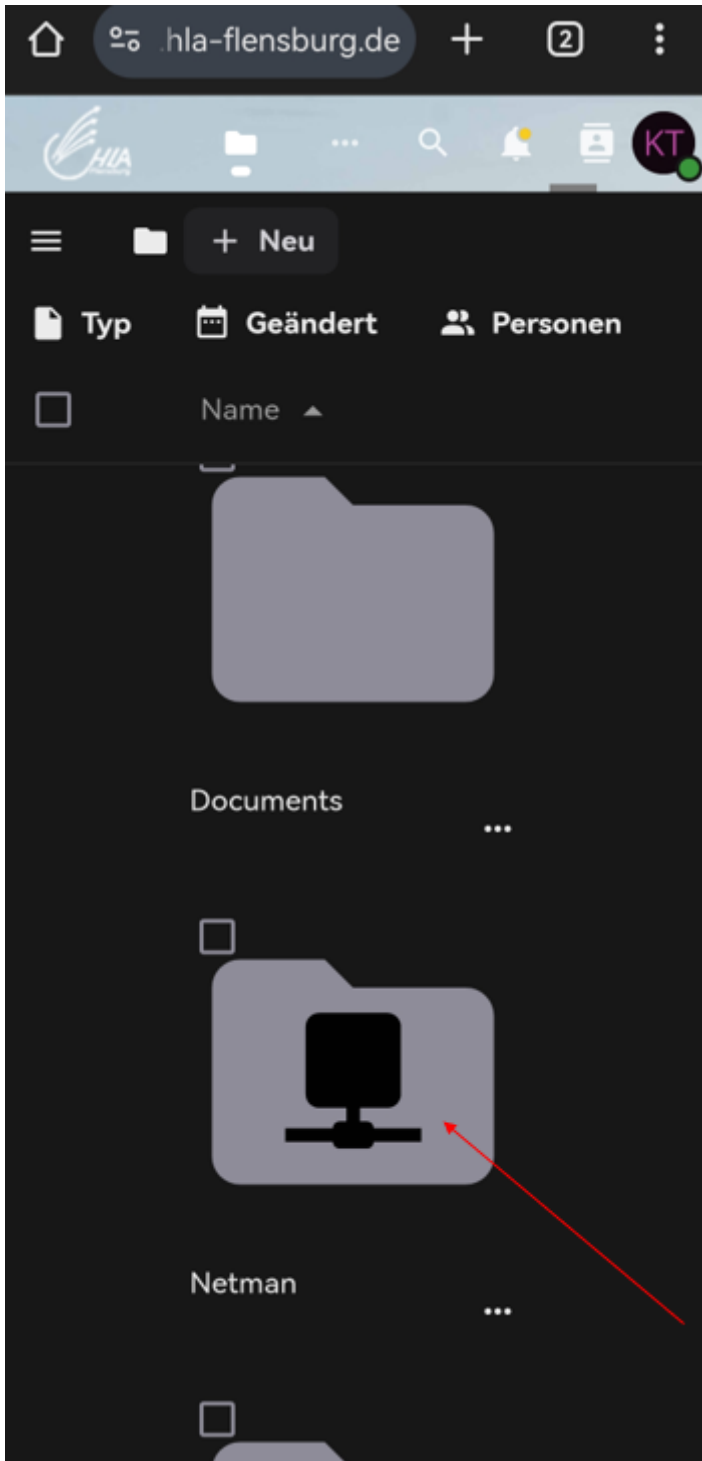 .hla-flensburg.de
2
HLA
KT
+ Neu
Typ
Geändert
Personen
Name
Documents
...
Netman
...